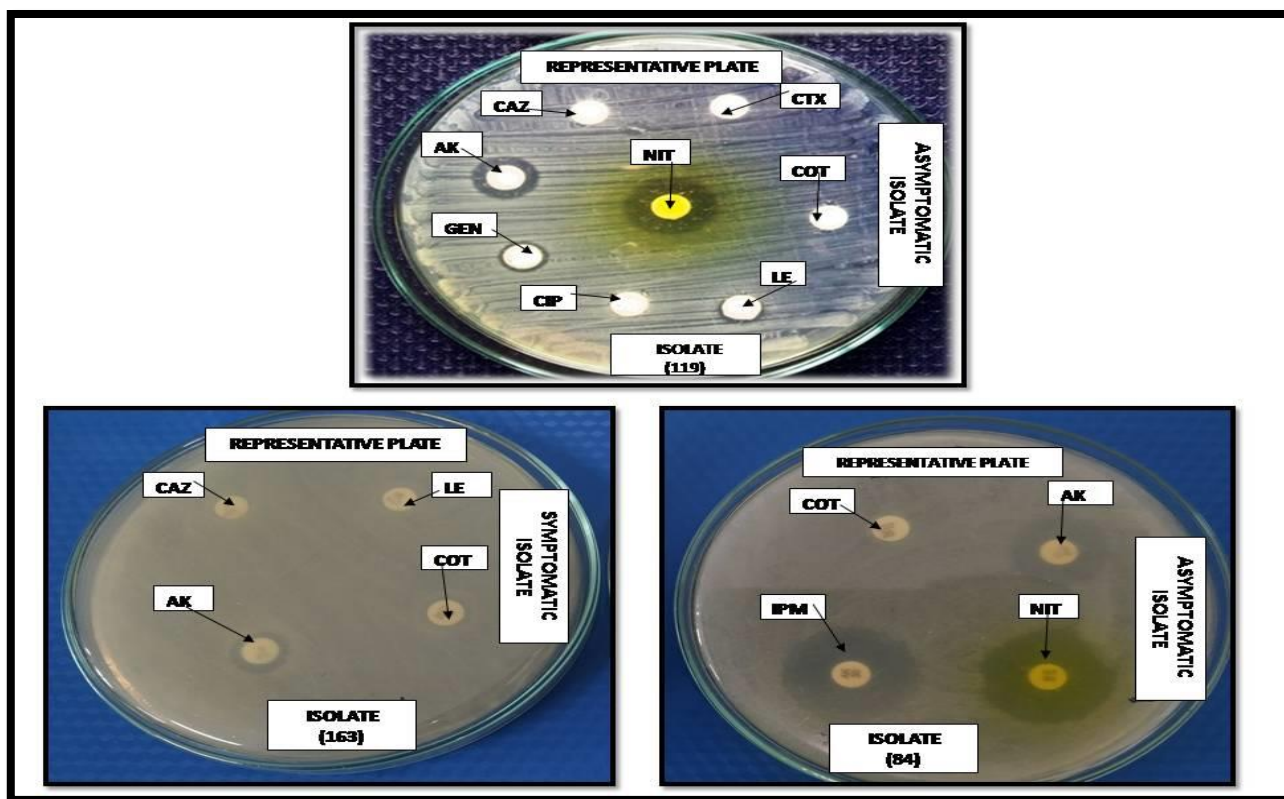 REPRESENTATIVE PLATE
CAZ
CTX
AK
NIT
COT
GEN
CIP
LE
ASYMPTOMATIC
ISOLATE
ISOLATE
(119)
REPRESENTATIVE PLATE
CAZ
LE
COT
AK
SYMPTOMATIC
ISOLATE
ISOLATE
(163)
REPRESENTATIVE PLATE
COT
AK
IPM
NIT
ASYMPTOMATIC
ISOLATE
ISOLATE
(84)